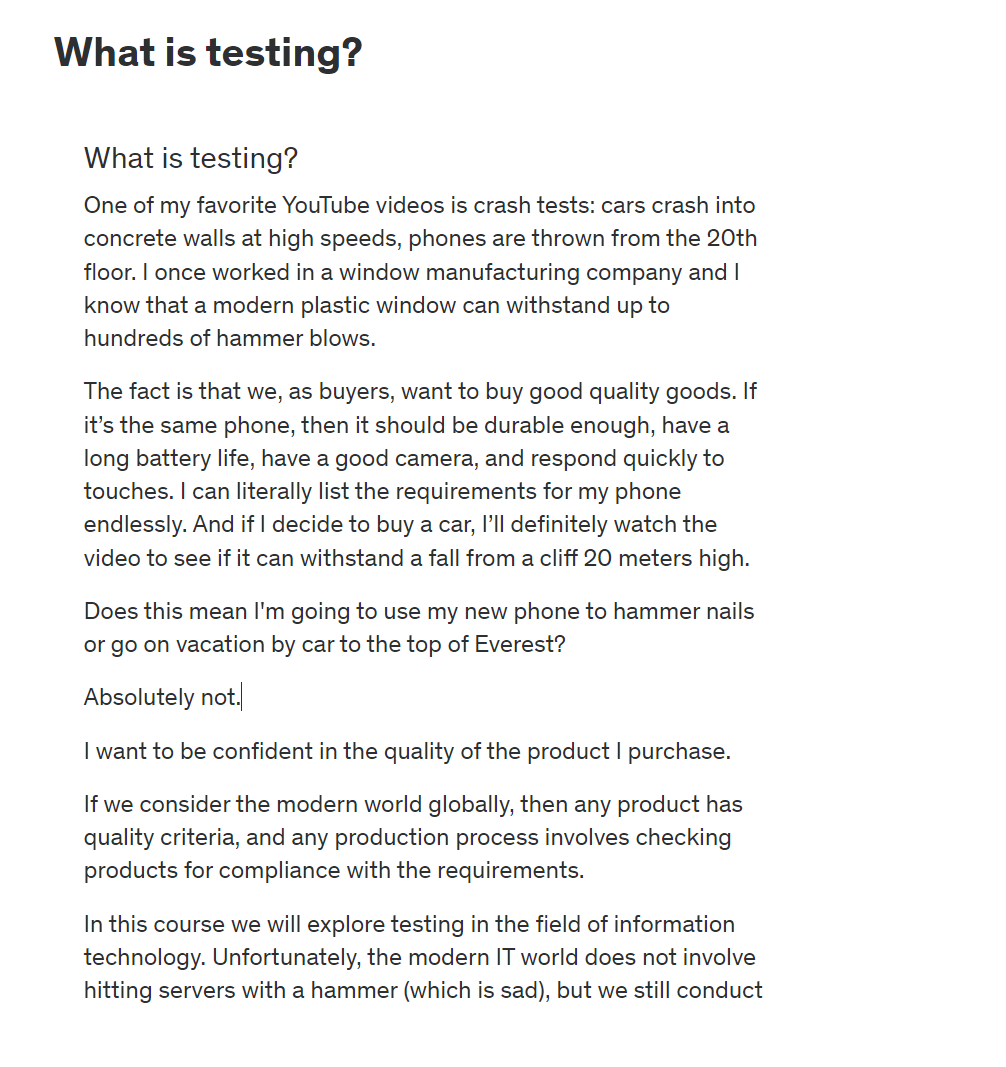 What is testing?
What is testing?
One of my favorite YouTube videos is crash tests: cars crash into
concrete walls at high speeds, phones are thrown from the 20th
floor. I once worked in a window manufacturing company and I
know that a modern plastic window can withstand up to
hundreds of hammer blows.
The fact is that we, as buyers, want to buy good quality goods. If
it’s the same phone, then it should be durable enough, have a
long battery life, have a good camera, and respond quickly to
touches. I can literally list the requirements for my phone
endlessly. And if I decide to buy a car, I’ll definitely watch the
video to see if it can withstand a fall from a cliff 20 meters high.
Does this mean I'm going to use my new phone to hammer nails
or go on vacation by car to the top of Everest?
Absolutely not.
I want to be confident in the quality of the product I purchase.
If we consider the modern world globally, then any product has
quality criteria, and any production process involves checking
products for compliance with the requirements.
In this course we will explore testing in the field of information
technology. Unfortunately, the modern IT world does not involve
hitting servers with a hammer (which is sad), but we still conduct